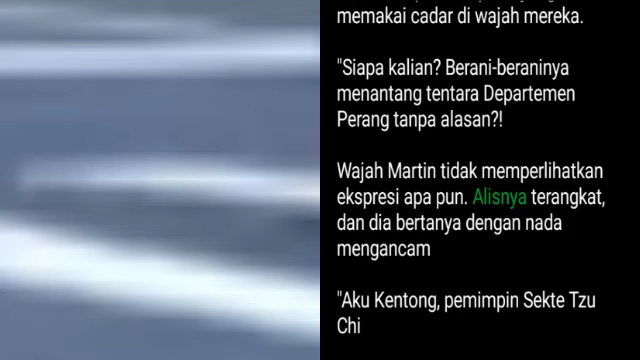 memakai cadar di wajah mereka.
"Siapa kalian? Berani-beraninya
menantang tentara Departemen
Perang tanpa alasan?!
Wajah Martin tidak memperlihatkan
ekspresi apa pun. Alisnya terangkat,
dan dia bertanya dengan nada
mengancam
"Aku Kentong, pemimpin Sekte Tzu
Chi